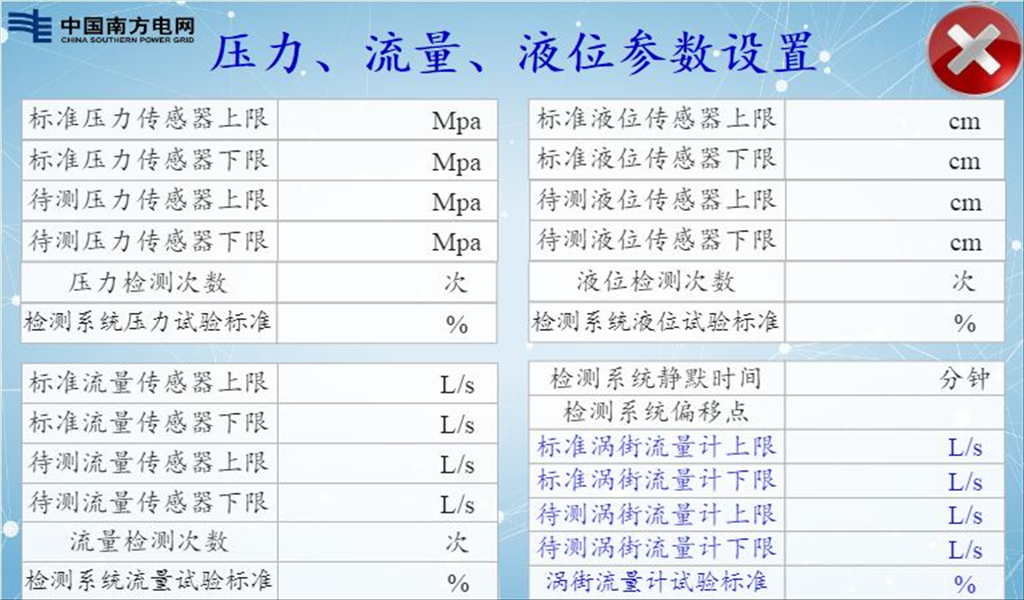 中国南方电网
CHINA SOUTHERN POWER GRID
压力、流量、液位参数设置
标准压力传感器上限 Mpa
标准压力传感器下限 Mpa
待测压力传感器上限 Mpa
待测压力传感器下限 Mpa
压力检测次数 次
检测系统压力试验标准 %
标准液位传感器上限 cm
标准液位传感器下限 cm
待测液位传感器上限 cm
待测液位传感器下限 cm
液位检测次数 次
检测系统液位试验标准 %
标准流量传感器上限 L/s
标准流量传感器下限 L/s
待测流量传感器上限 L/s
待测流量传感器下限 L/s
流量检测次数 次
检测系统流量试验标准 %
检测系统静默时间 分钟
检测系统偏移点
标准涡街流量计上限 L/s
标准涡街流量计下限 L/s
待测涡街流量计上限 L/s
待测涡街流量计下限 L/s
涡街流量计试验标准 %